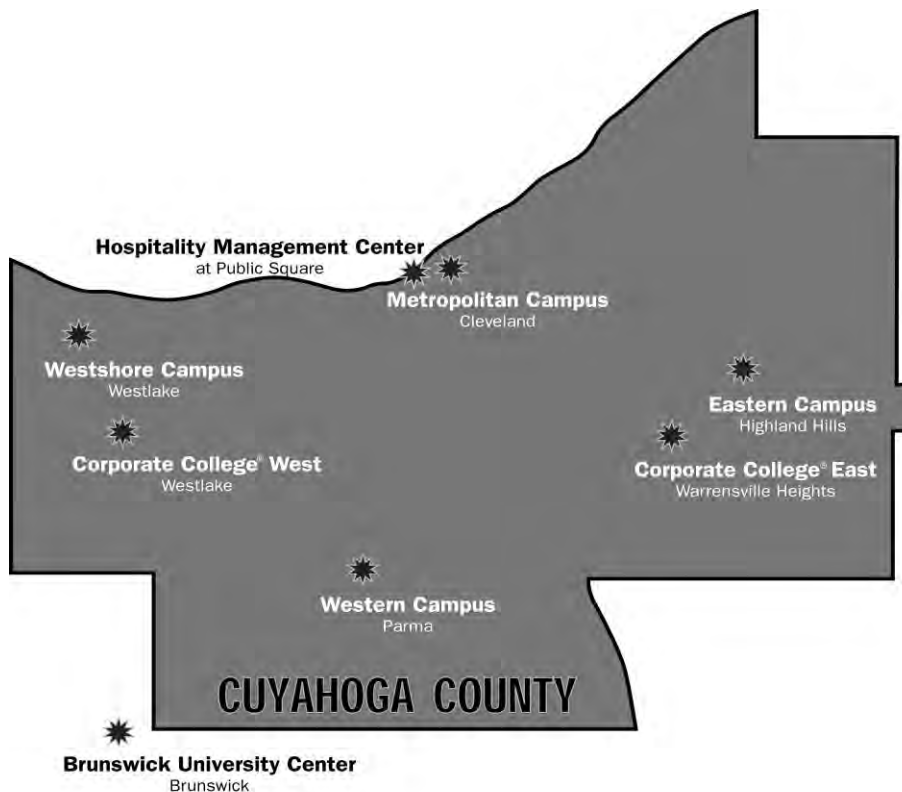 Hospitality Management Center
at Public Square
Metropolitan Campus
Cleveland
Westshore Campus
Westlake
Eastern Campus
Highland Hills
Corporate College® West
Westlake
Corporate College® East
Warrensville Heights
Western Campus
Parma
CUYAHOGA COUNTY
Brunswick University Center
Brunswick